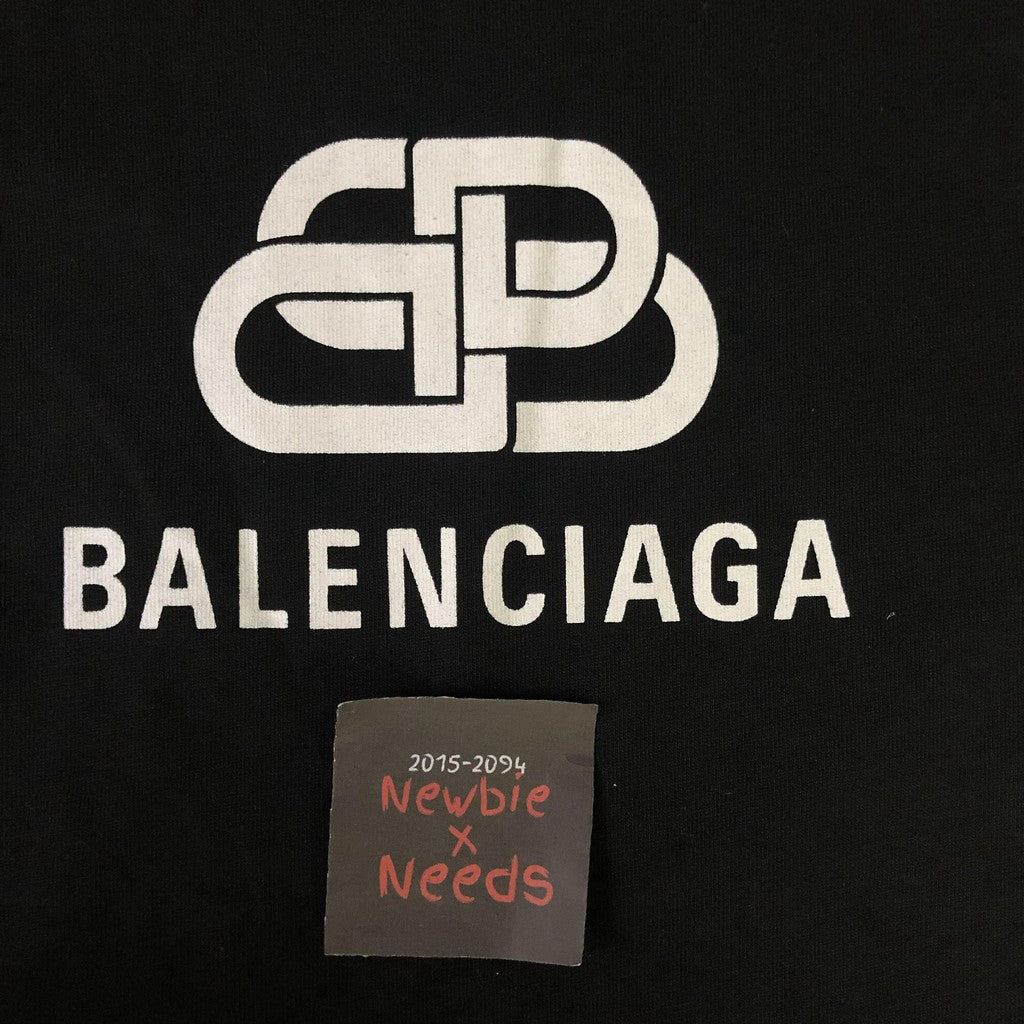 BALENCIAGA
2015-2094
Newbie
x
Needs